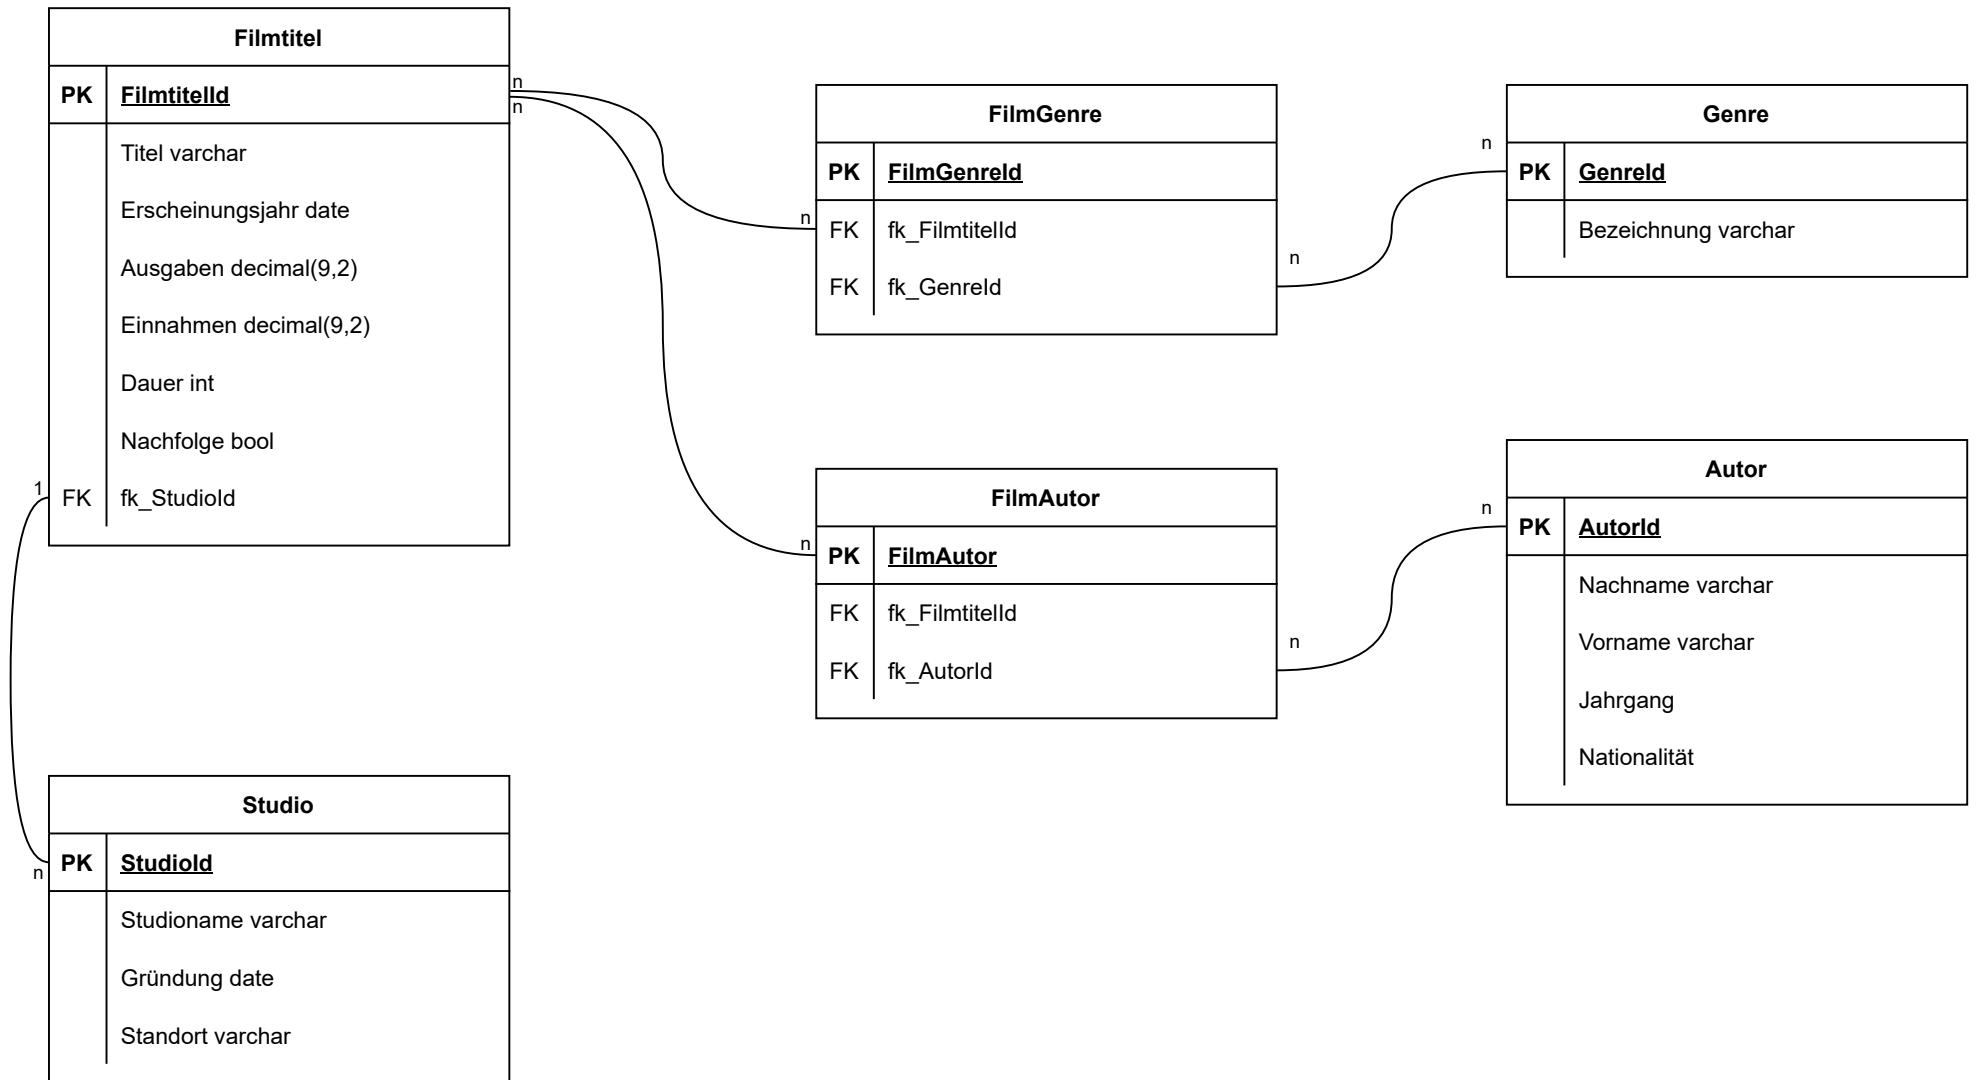 Filmtitel
PK FilmtitelId
Titel varchar
Erscheinungsjahr date
Ausgaben decimal(9,2)
Einnahmen decimal(9,2)
Dauer int
Nachfolge bool
1 FK fk_StudioId
n
n
n
FilmGenre
PK FilmGenreId
FK fk_FilmtitelId
FK fk_GenreId
n
n
Genre
PK GenreId
Bezeichnung varchar
n
FilmAutor
PK FilmAutor
FK fk_FilmtitelId
FK fk_AutorId
n
n
Autor
PK AutorId
Nachname varchar
Vorname varchar
Jahrgang
Nationalität
Studio
n PK StudioId
Studioname varchar
Gründung date
Standort varchar